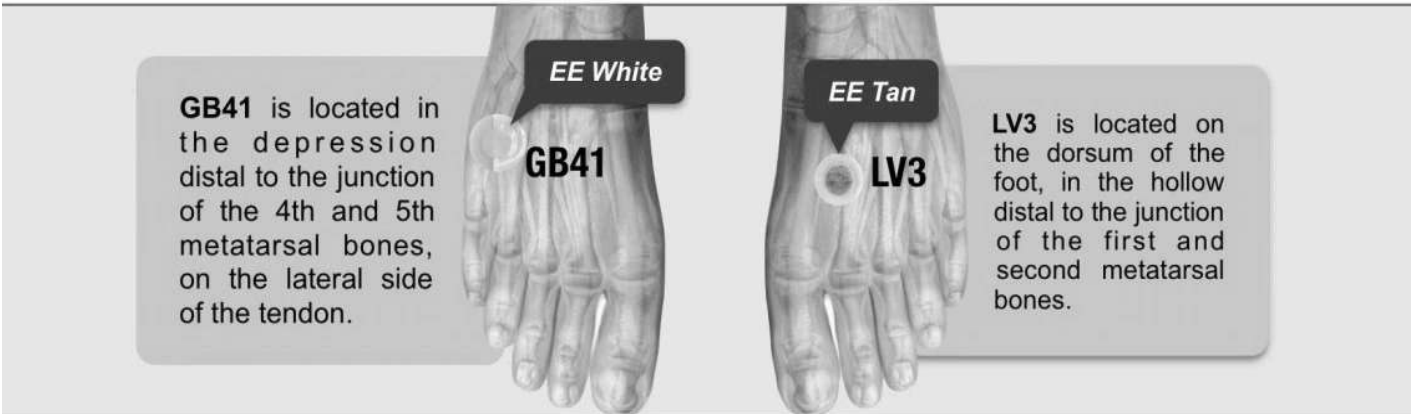 GB41 is located in
the depression
distal to the junction
of the 4th and 5th
metatarsal bones,
on the lateral side
of the tendon.
EE White
GB41
EE Tan
LV3
LV3 is located on
the dorsum of the
foot, in the hollow
distal to the junction
of the first and
second metatarsal
bones.